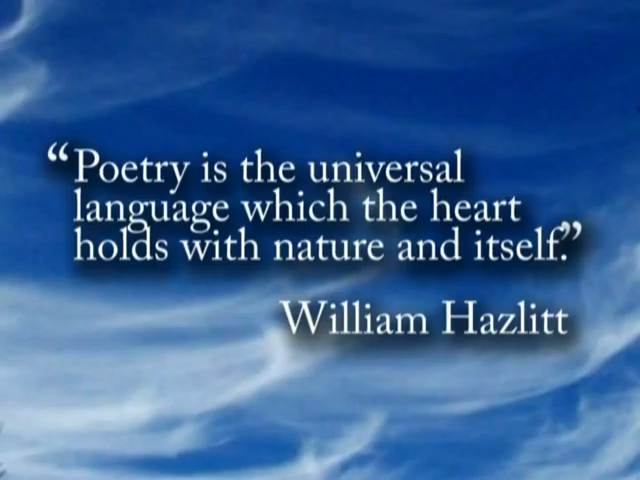 “Poetry is the universal
language which the heart
holds with nature and itself.”
William Hazlitt